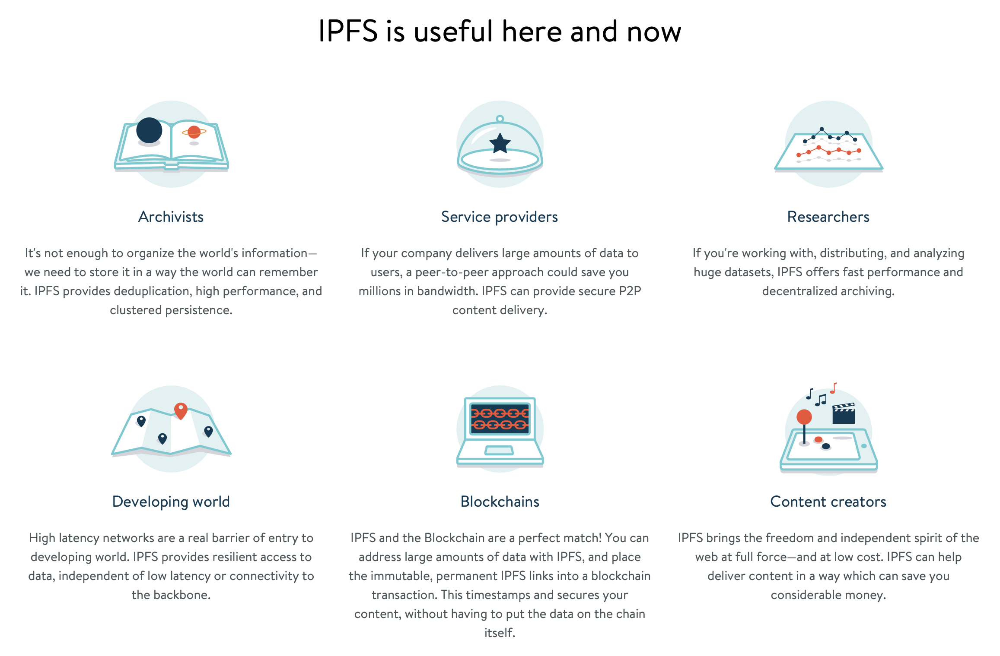 IPFS is useful here and now
Archivists
It's not enough to organize the world's information—
we need to store it in a way the world can remember
it. IPFS provides deduplication, high performance, and
clustered persistence.
Service providers
If your company delivers large amounts of data to
users, a peer-to-peer approach could save you
millions in bandwidth. IPFS can provide secure P2P
content delivery.
Researchers
If you're working with, distributing, and analyzing
huge datasets, IPFS offers fast performance and
decentralized archiving.
Developing world
High latency networks are a real barrier of entry to
developing world. IPFS provides resilient access to
data, independent of low latency or connectivity to
the backbone.
Blockchains
IPFS and the Blockchain are a perfect match! You can
address large amounts of data with IPFS, and place
the immutable, permanent IPFS links into a blockchain
transaction. This timestamps and secures your
content, without having to put the data on the chain
itself.
Content creators
IPFS brings the freedom and independent spirit of the
web at full force—and at low cost. IPFS can help
deliver content in a way which can save you
considerable money.